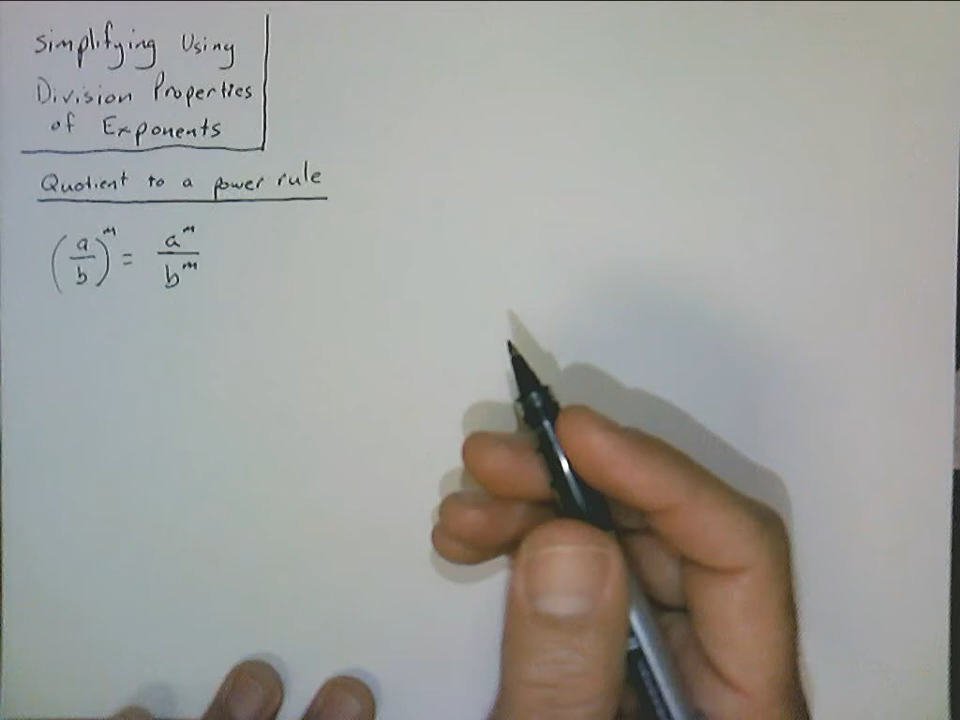 Simplifying Using
Division Properties
of Exponents
Quotient to a power rule
(a/b)^m = a^m/b^m